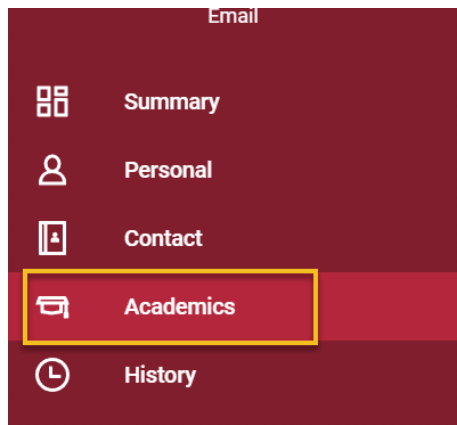 Email
Summary
Personal
Contact
Academics
History